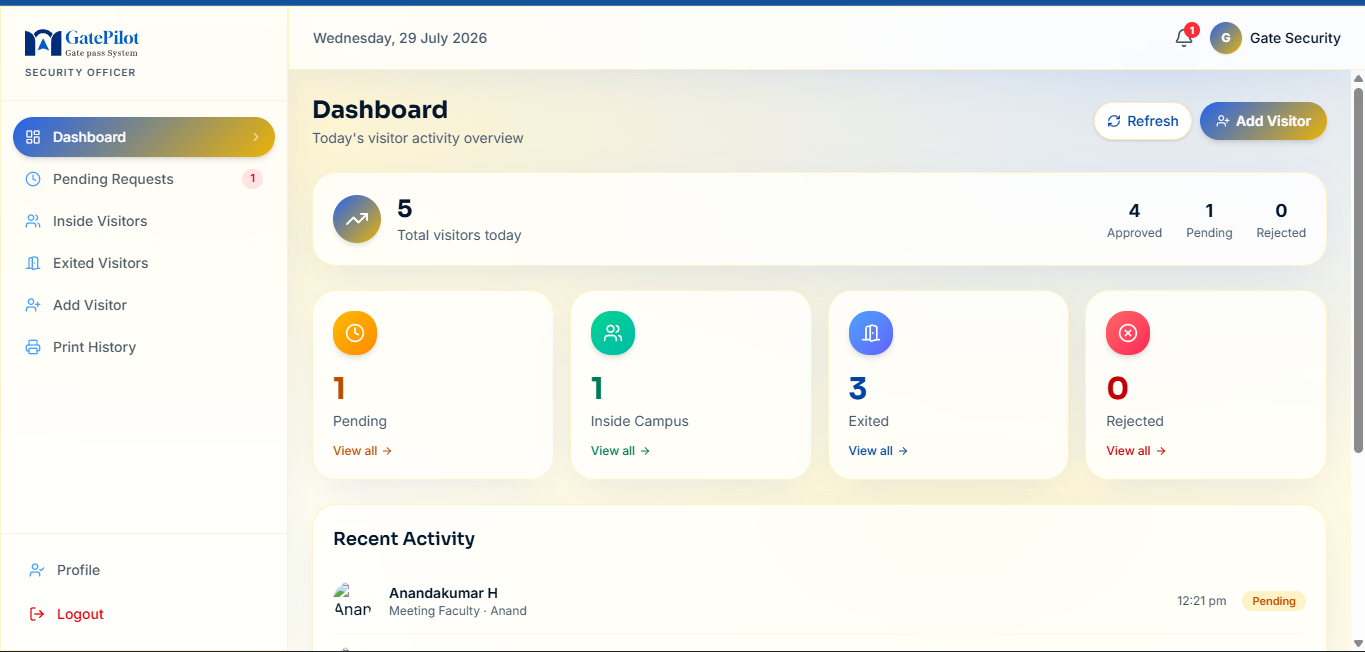 GatePilot
Gate pass System
SECURITY OFFICER
Dashboard
Pending Requests 1
Inside Visitors
Exited Visitors
Add Visitor
Print History
Profile
Logout
Wednesday, 29 July 2026
1
G Gate Security
Dashboard
Today's visitor activity overview
Refresh
Add Visitor
5
Total visitors today
4 1 0
Approved Pending Rejected
1
Pending
View all →
1
Inside Campus
View all →
3
Exited
View all →
0
Rejected
View all →
Recent Activity
Anan
Anandakumar H
Meeting Faculty · Anand
12:21 pm Pending